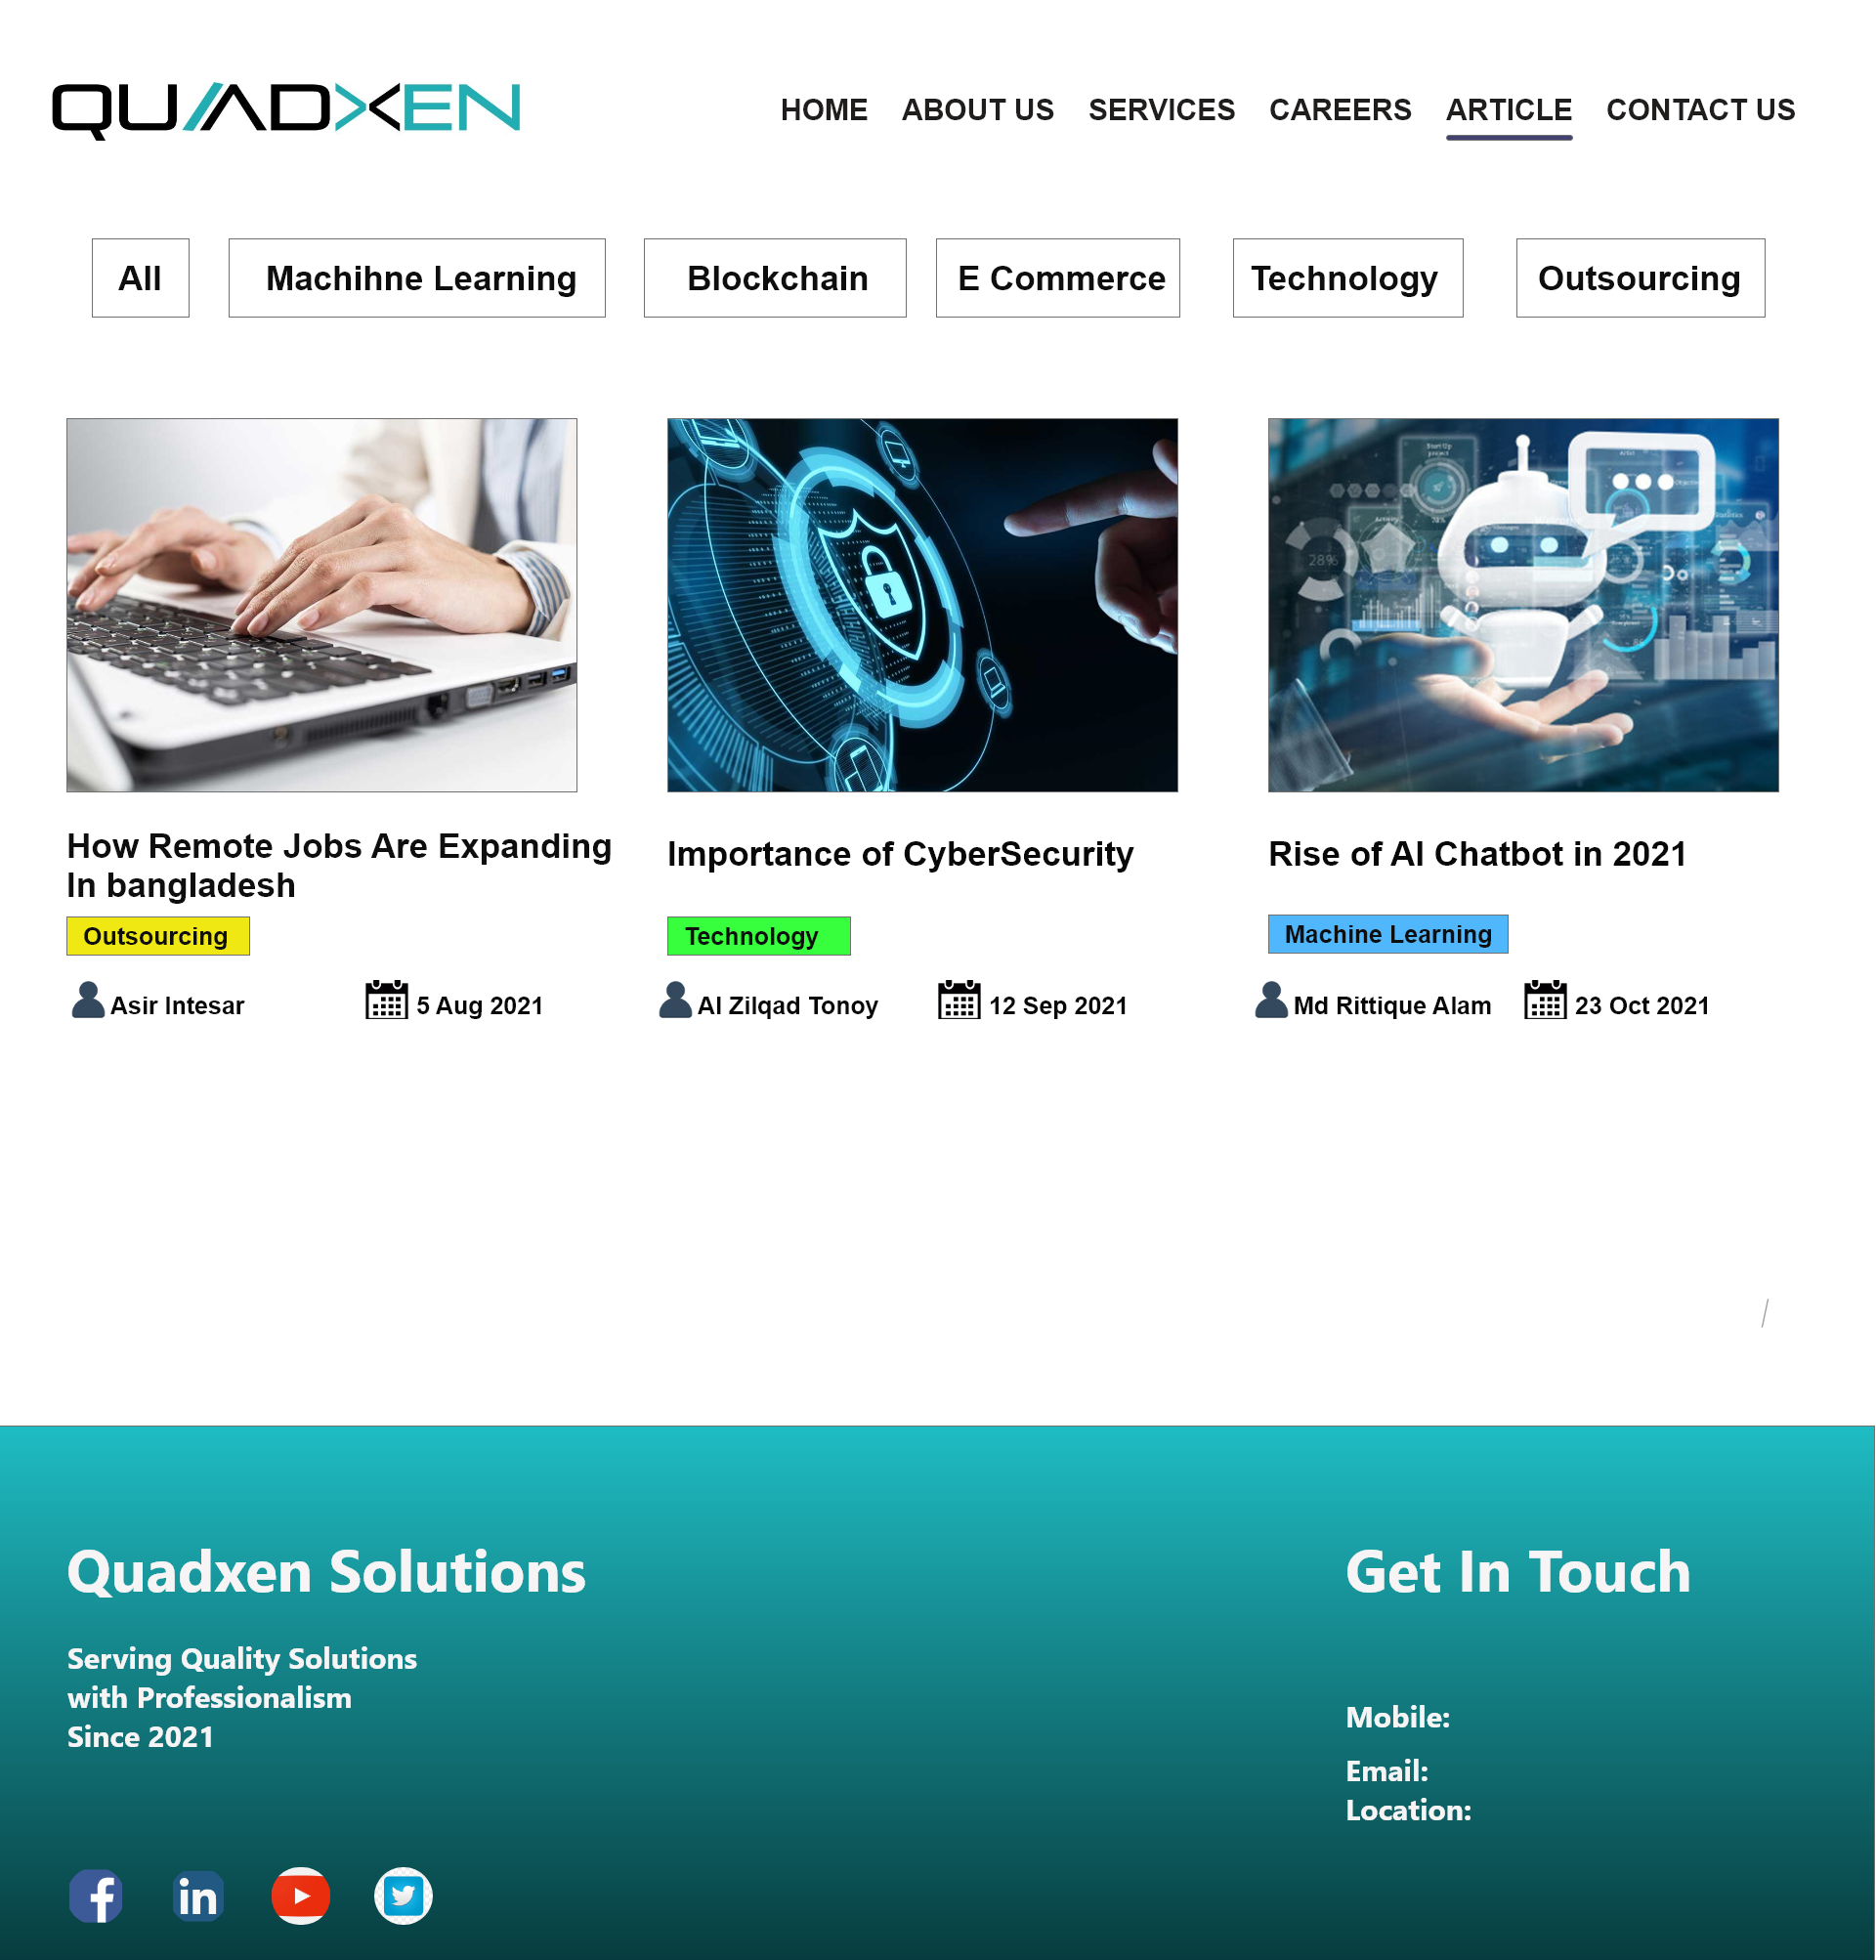 QUADXEN
HOME ABOUT US SERVICES CAREERS ARTICLE CONTACT US
All Machihne Learning Blockchain E Commerce Technology Outsourcing
28%
How Remote Jobs Are Expanding
In bangladesh
Importance of CyberSecurity
Rise of AI Chatbot in 2021
Outsourcing
Technology
Machine Learning
Asir Intesar 5 Aug 2021
Al Zilqad Tonoy 12 Sep 2021
Md Rittique Alam 23 Oct 2021
/
Quadxen Solutions
Serving Quality Solutions
with Professionalism
Since 2021
Get In Touch
Mobile:
Email:
Location:
f
in